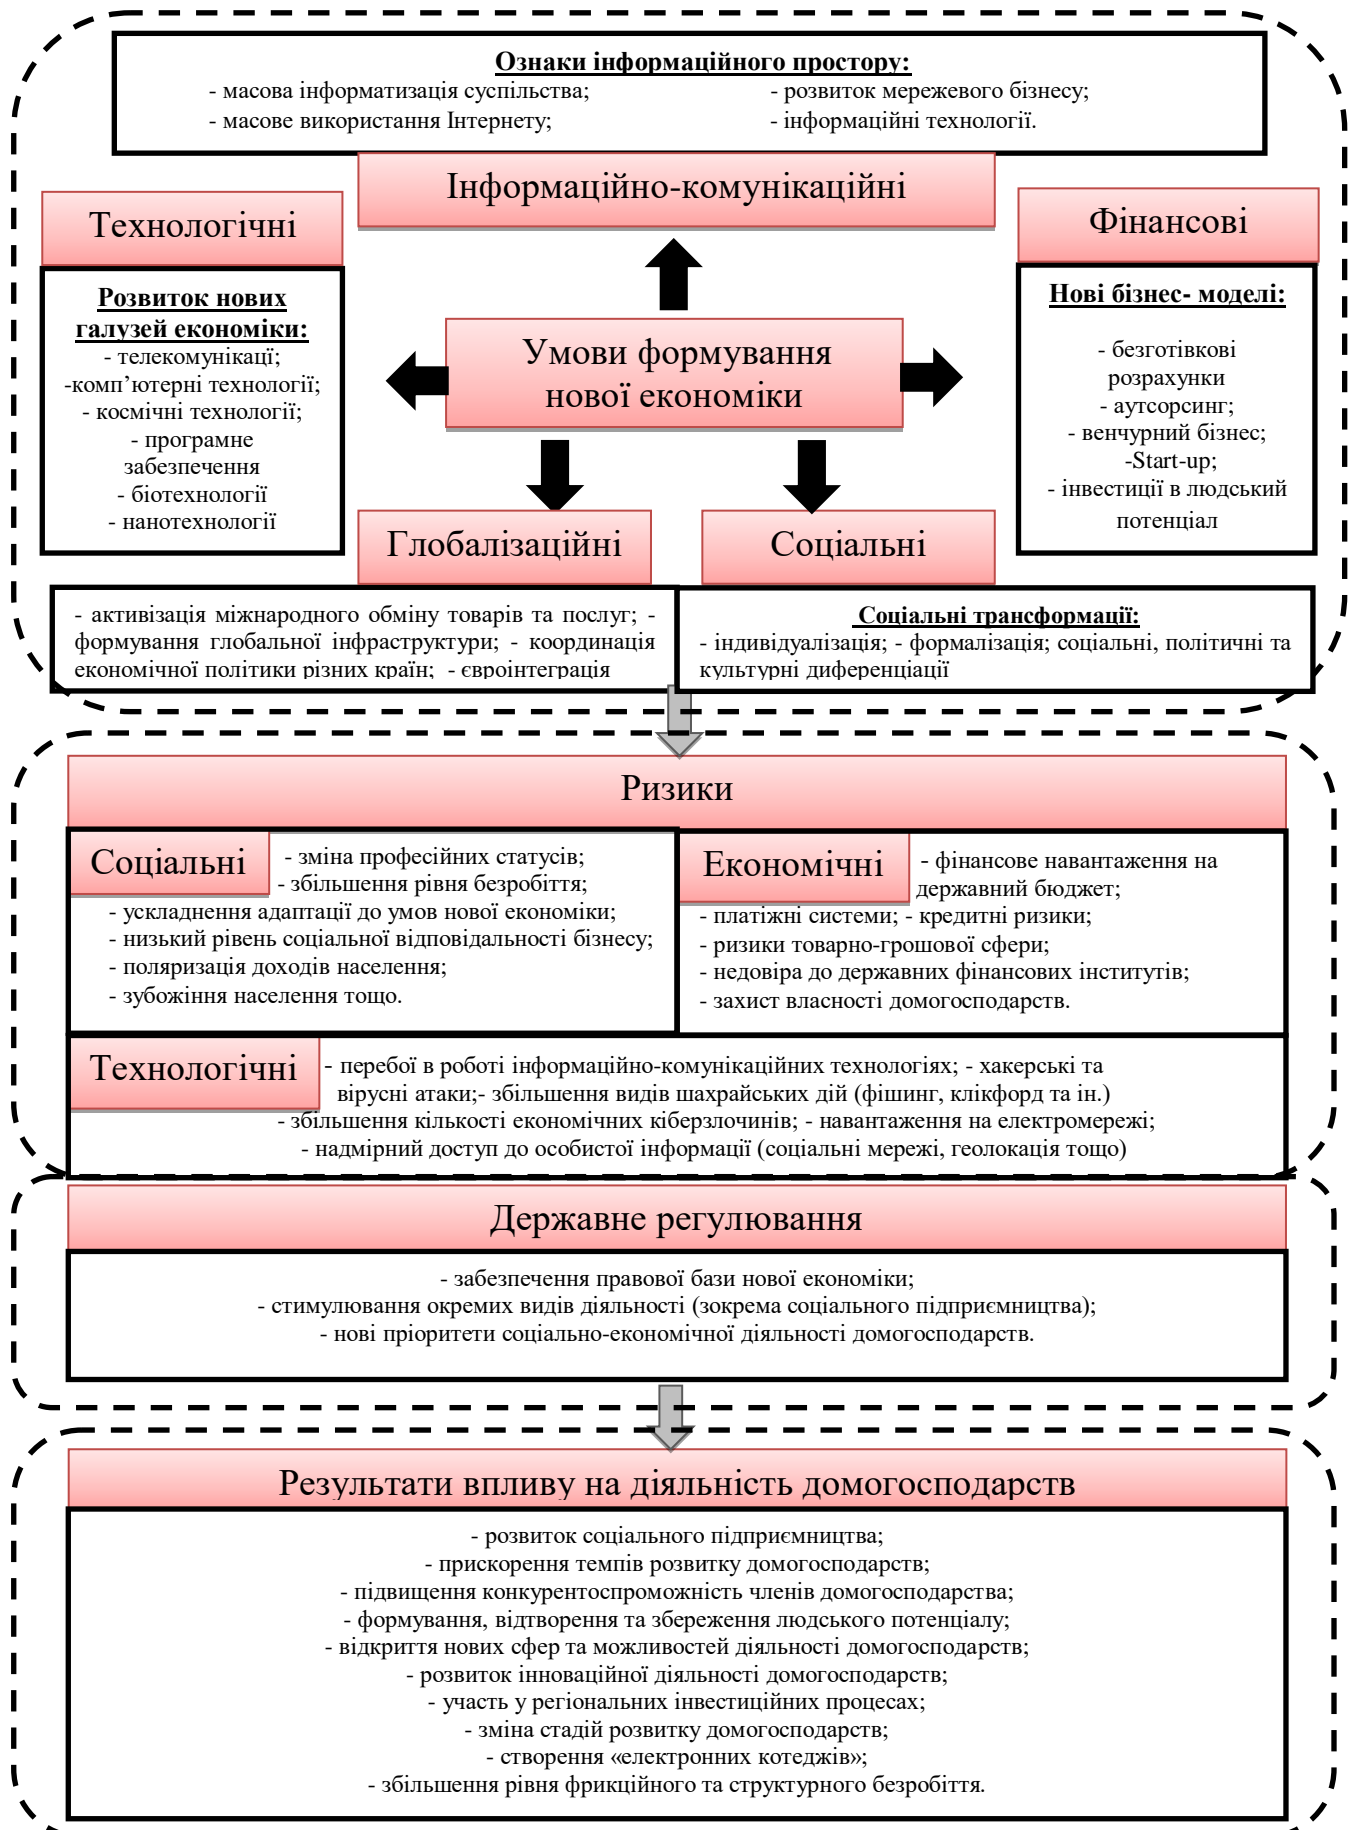 Ознаки інформаційного простору:
- масова інформатизація суспільства;
- розвиток мережевого бізнесу;
- масове використання Інтернету;
- інформаційні технології.
Інформаційно-комунікаційні
Технологічні
Розвиток нових
галузей економіки:
- телекомунікації;
-комп’ютерні технології;
- космічні технології;
- програмне
забезпечення
- біотехнології
- нанотехнології
Умови формування
нової економіки
Фінансові
Нові бізнес- моделі:
- безготівкові
розрахунки
- аутсорсинг;
- венчурний бізнес;
-Start-up;
- інвестиції в людський
потенціал
Глобалізаційні
- активізація міжнародного обміну товарів та послуг; -
формування глобальної інфраструктури; - координація
економічної політики різних країн; - євроінтеграція
Соціальні
Соціальні трансформації:
- індивідуалізація; - формалізація; соціальні, політичні та
культурні диференціації
Ризики
Соціальні
- зміна професійних статусів;
- збільшення рівня безробіття;
- ускладнення адаптації до умов нової економіки;
- низький рівень соціальної відповідальності бізнесу;
- поляризація доходів населення;
- зубожіння населення тощо.
Економічні
- фінансове навантаження на
державний бюджет;
- платіжні системи; - кредитні ризики;
- ризики товарно-грошової сфери;
- недовіра до державних фінансових інститутів;
- захист власності домогосподарств.
Технологічні
- перебої в роботі інформаційно-комунікаційних технологіях; - хакерські та
вірусні атаки;- збільшення видів шахрайських дій (фішинг, клікфорд та ін.)
- збільшення кількості економічних кіберзлочинів; - навантаження на електромережі;
- надмірний доступ до особистої інформації (соціальні мережі, геолокація тощо)
Державне регулювання
- забезпечення правової бази нової економіки;
- стимулювання окремих видів діяльності (зокрема соціального підприємництва);
- нові пріоритети соціально-економічної діяльності домогосподарств.
Результати впливу на діяльність домогосподарств
- розвиток соціального підприємництва;
- прискорення темпів розвитку домогосподарств;
- підвищення конкурентоспроможність членів домогосподарства;
- формування, відтворення та збереження людського потенціалу;
- відкриття нових сфер та можливостей діяльності домогосподарств;
- розвиток інноваційної діяльності домогосподарств;
- участь у регіональних інвестиційних процесах;
- зміна стадій розвитку домогосподарств;
- створення «електронних котеджів»;
- збільшення рівня фрикційного та структурного безробіття.